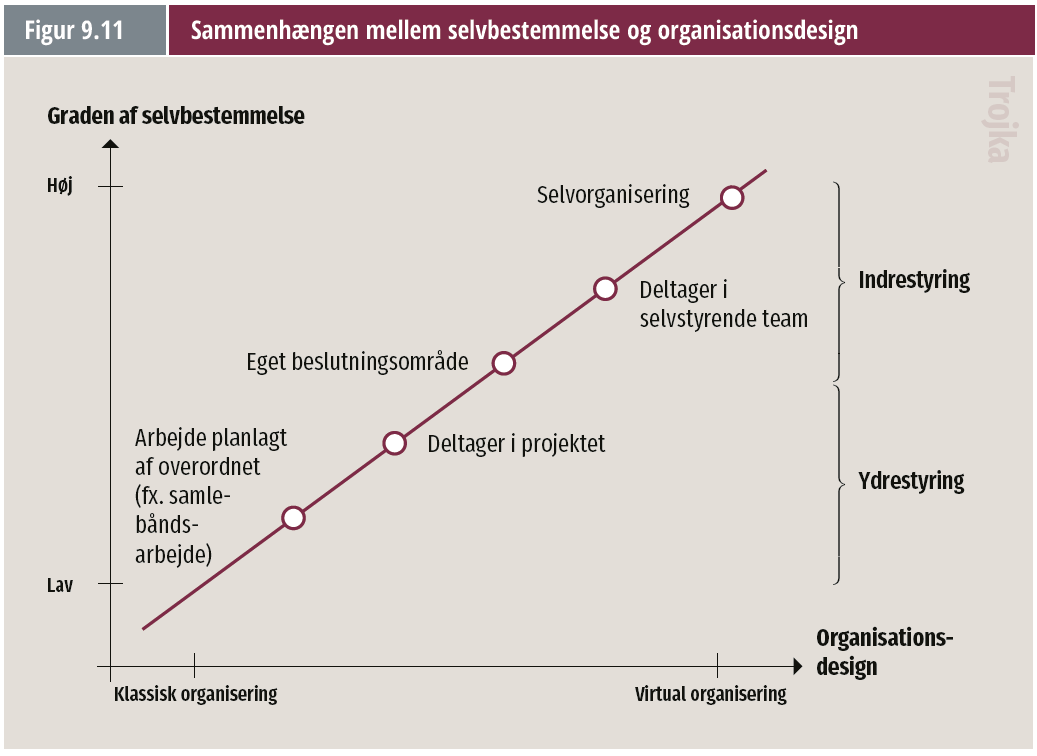 Figur 9.11
Sammenhængen mellem selvbestemmelse og organisationsdesign
Trojka
Graden af selvbestemmelse
Høj
Selvorganisering
Indrestyring
Deltager i
selvstyrende team
Eget beslutningsområde
Arbejde planlagt
af overordnet
(fx. samle-
bånds-
arbejde)
Deltager i projektet
Ydrestyring
Lav
Organisations-
design
Klassisk organisering
Virtual organisering